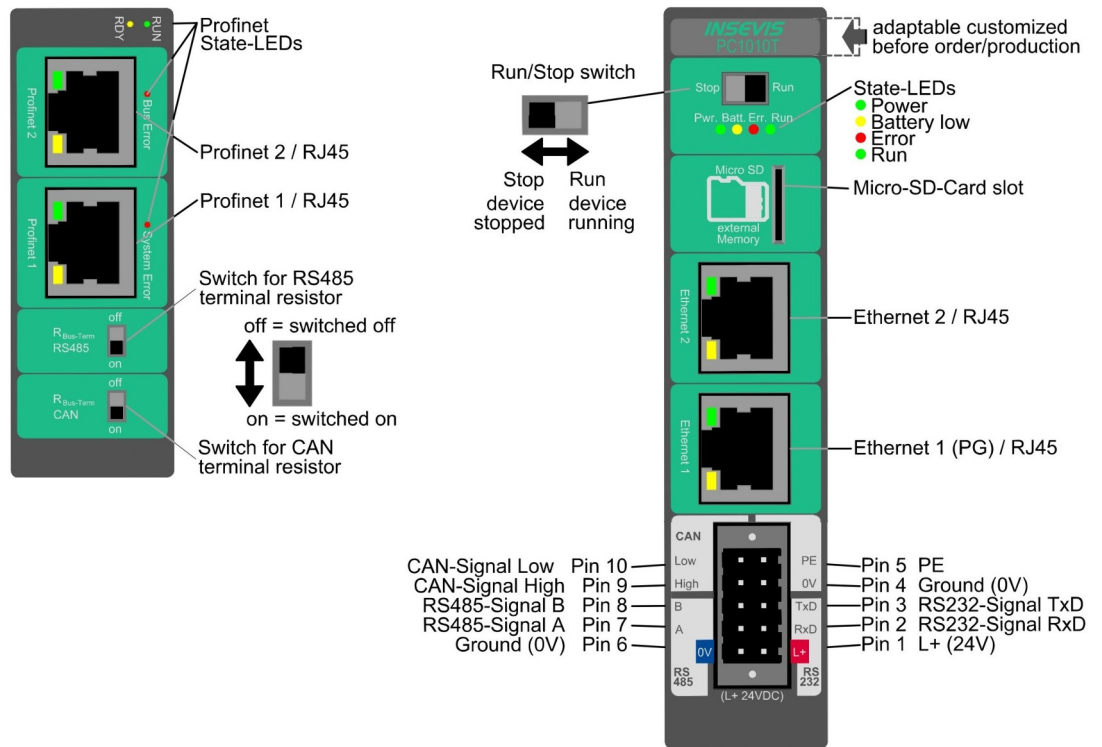 RDY
RUN
Profinet
State-LEDs
Profinet 2
Bus Error
Profinet 2 / RJ45
Profinet 1 / RJ45
Profinet 1
System Error
Switch for RS485
terminal resistor
off
R Bus-Term
RS485
on
off = switched off
on = switched on
off
R Bus-Term
CAN
on
Switch for CAN
terminal resistor
INSEVIS
PC1010T
adaptable customized
before order/production
Run/Stop switch
Stop
device
stopped
Run
device
running
Stop
Run
Pwr. Batt. Err. Run
State-LEDs
Power
Battery low
Error
Run
Micro SD
external
Memory
Micro-SD-Card slot
Ethernet 2
Ethernet 2 / RJ45
Ethernet 1
Ethernet 1 (PG) / RJ45
CAN
Low
High
B
A
0V
RS
485
PE
0V
TxD
RxD
L+
RS
232
(L+ 24VDC)
CAN-Signal Low Pin 10
CAN-Signal High Pin 9
RS485-Signal B Pin 8
RS485-Signal A Pin 7
Ground (0V) Pin 6
Pin 5 PE
Pin 4 Ground (0V)
Pin 3 RS232-Signal TxD
Pin 2 RS232-Signal RxD
Pin 1 L+ (24V)